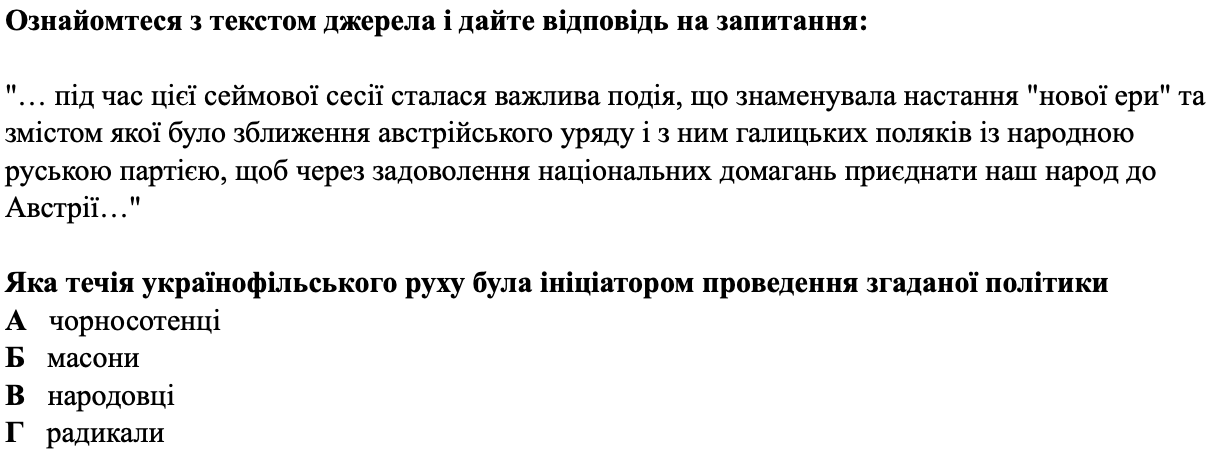 Ознайомтеся з текстом джерела і дайте відповідь на запитання:
"… під час цієї сеймової сесії сталася важлива подія, що знаменувала настання "нової ери" та
змістом якої було зближення австрійського уряду і з ним галицьких поляків із народною
руською партією, щоб через задоволення національних домагань приєднати наш народ до
Австрії…"
Яка течія українофільського руху була ініціатором проведення згаданої політики
А чорносотенці
Б масони
В народовці
Г радикали